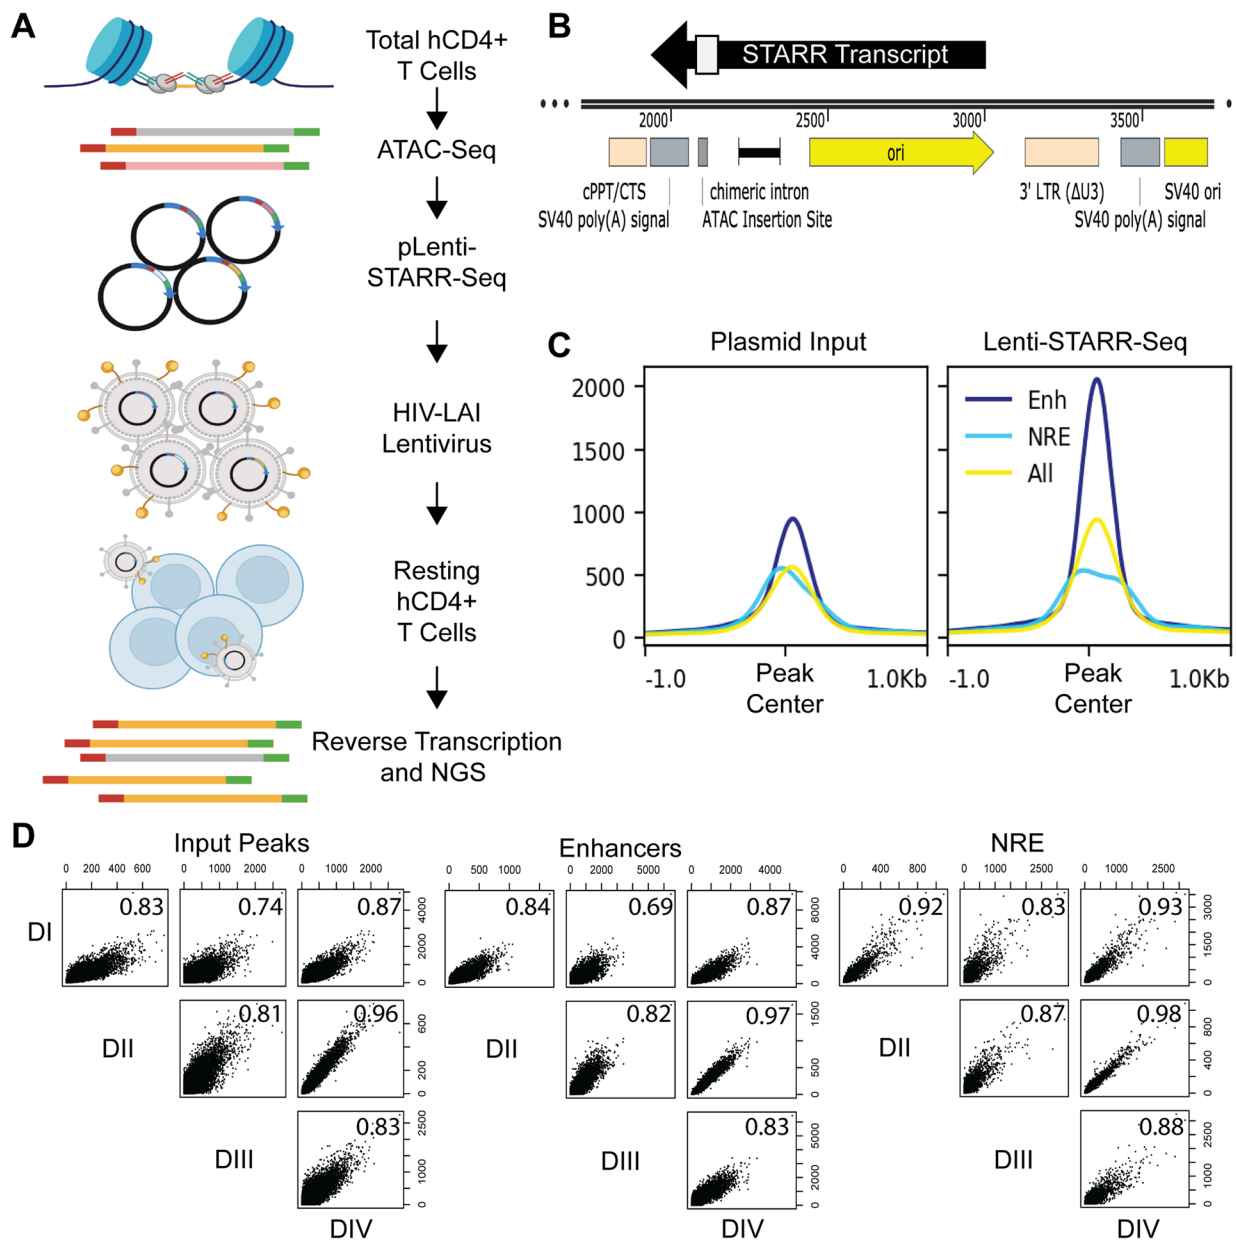 A
Total hCD4+
T Cells
ATAC-Seq
pLenti-
STARR-Seq
HIV-LAI
Lentivirus
Resting
hCD4+
T Cells
Reverse Transcription
and NGS
B
STARR Transcript
2000 2500 3000 3500
ori
cPPT/CTS chimeric intron 3' LTR (ΔU3) SV40 ori
SV40 poly(A) signal ATAC Insertion Site SV40 poly(A) signal
C
Plasmid Input Lenti-STARR-Seq
2000
1500
1000
500
0
Enh
NRE
All
-1.0 Peak Center 1.0Kb
-1.0 Peak Center 1.0Kb
D
Input Peaks
0 200 400 600 0 1000 2000 0 1000 2000
DI 0.83 0.74 0.87
0 2000 4000
DII 0.81 0.96
0 200 600
DIII 0.83
0 1000 2500
DIV
Enhancers
0 500 1000 0 2000 5000 0 2000 4000
0.84 0.69 0.87
0 4000 8000
DII 0.82 0.97
0 500 1500
DIII 0.83
0 2000 5000
DIV
NRE
0 400 800 0 1000 2500 0 1000 2500
0.92 0.83 0.93
0 1500 3000
DII 0.87 0.98
0 400 800
DIII 0.88
0 1000 2500
DIV